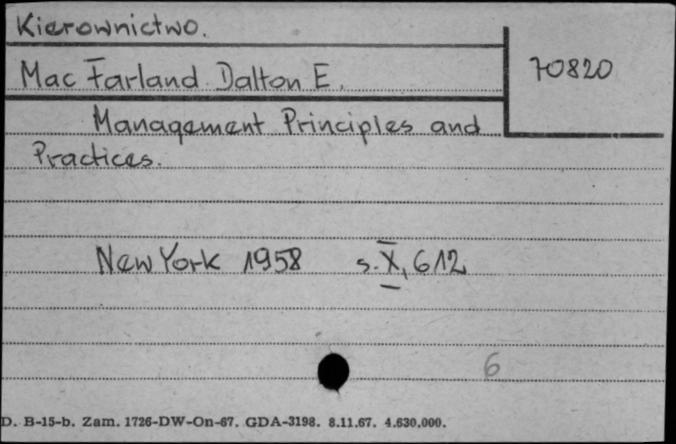 Kierownictwo.
70820
Mac Farland Dalton E.
Management Principles and
Practices.
New York 1958 s. X, 612
6
D. B-15-b. Zam. 1726-DW-On-67. GDA-3198. 8.11.67. 4.630.000.